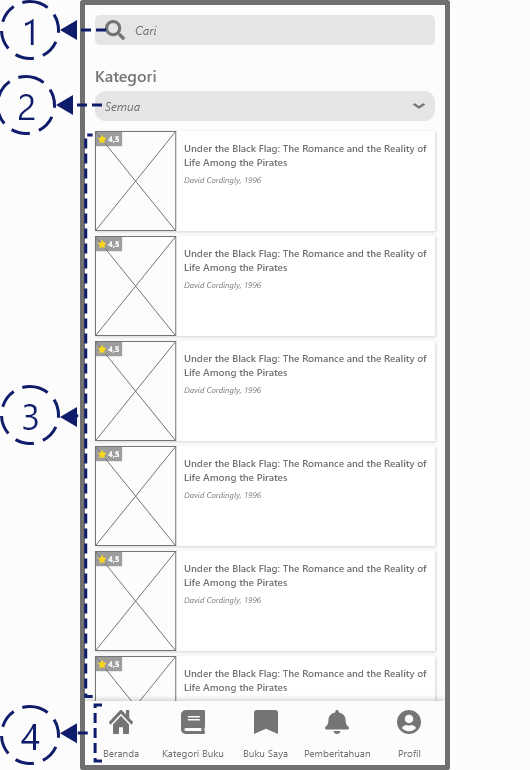 1
Cari
Kategori
2
Semua
4,5
Under the Black Flag: The Romance and the Reality of
Life Among the Pirates
David Cordingly, 1996
4,5
Under the Black Flag: The Romance and the Reality of
Life Among the Pirates
David Cordingly, 1996
4,5
Under the Black Flag: The Romance and the Reality of
Life Among the Pirates
David Cordingly, 1996
3
4,5
Under the Black Flag: The Romance and the Reality of
Life Among the Pirates
David Cordingly, 1996
4,5
Under the Black Flag: The Romance and the Reality of
Life Among the Pirates
David Cordingly, 1996
4,5
Under the Black Flag: The Romance and the Reality of
Life Among the Pirates
4
Beranda Kategori Buku Buku Saya Pemberitahuan Profil